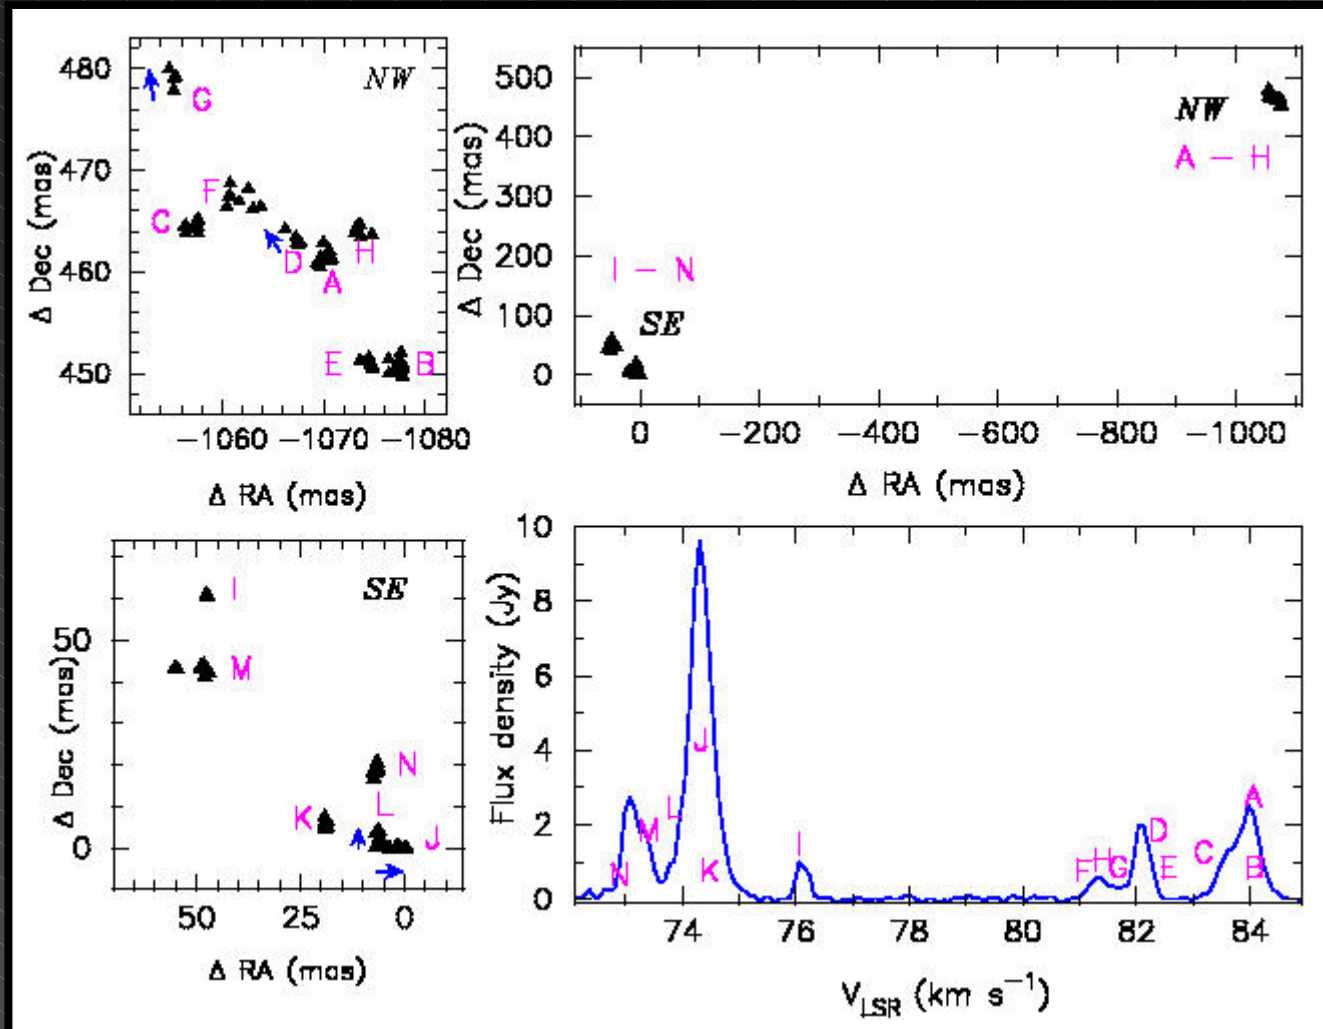 480
470
460
450
Δ Dec (mas)
NW
G
F
C
D
H
A
E
B
−1060 −1070 −1080
Δ RA (mas)
500
400
300
200
100
0
Δ Dec (mas)
NW
A − H
I − N
SE
0 −200 −400 −600 −800 −1000
Δ RA (mas)
50
0
Δ Dec (mas)
SE
I
M
N
K
L
J
50 25 0
Δ RA (mas)
10
8
6
4
2
0
Flux density (Jy)
J
L
M
N
K
I
F
H
G
D
E
C
A
B
74 76 78 80 82 84
V_LSR (km s⁻¹)